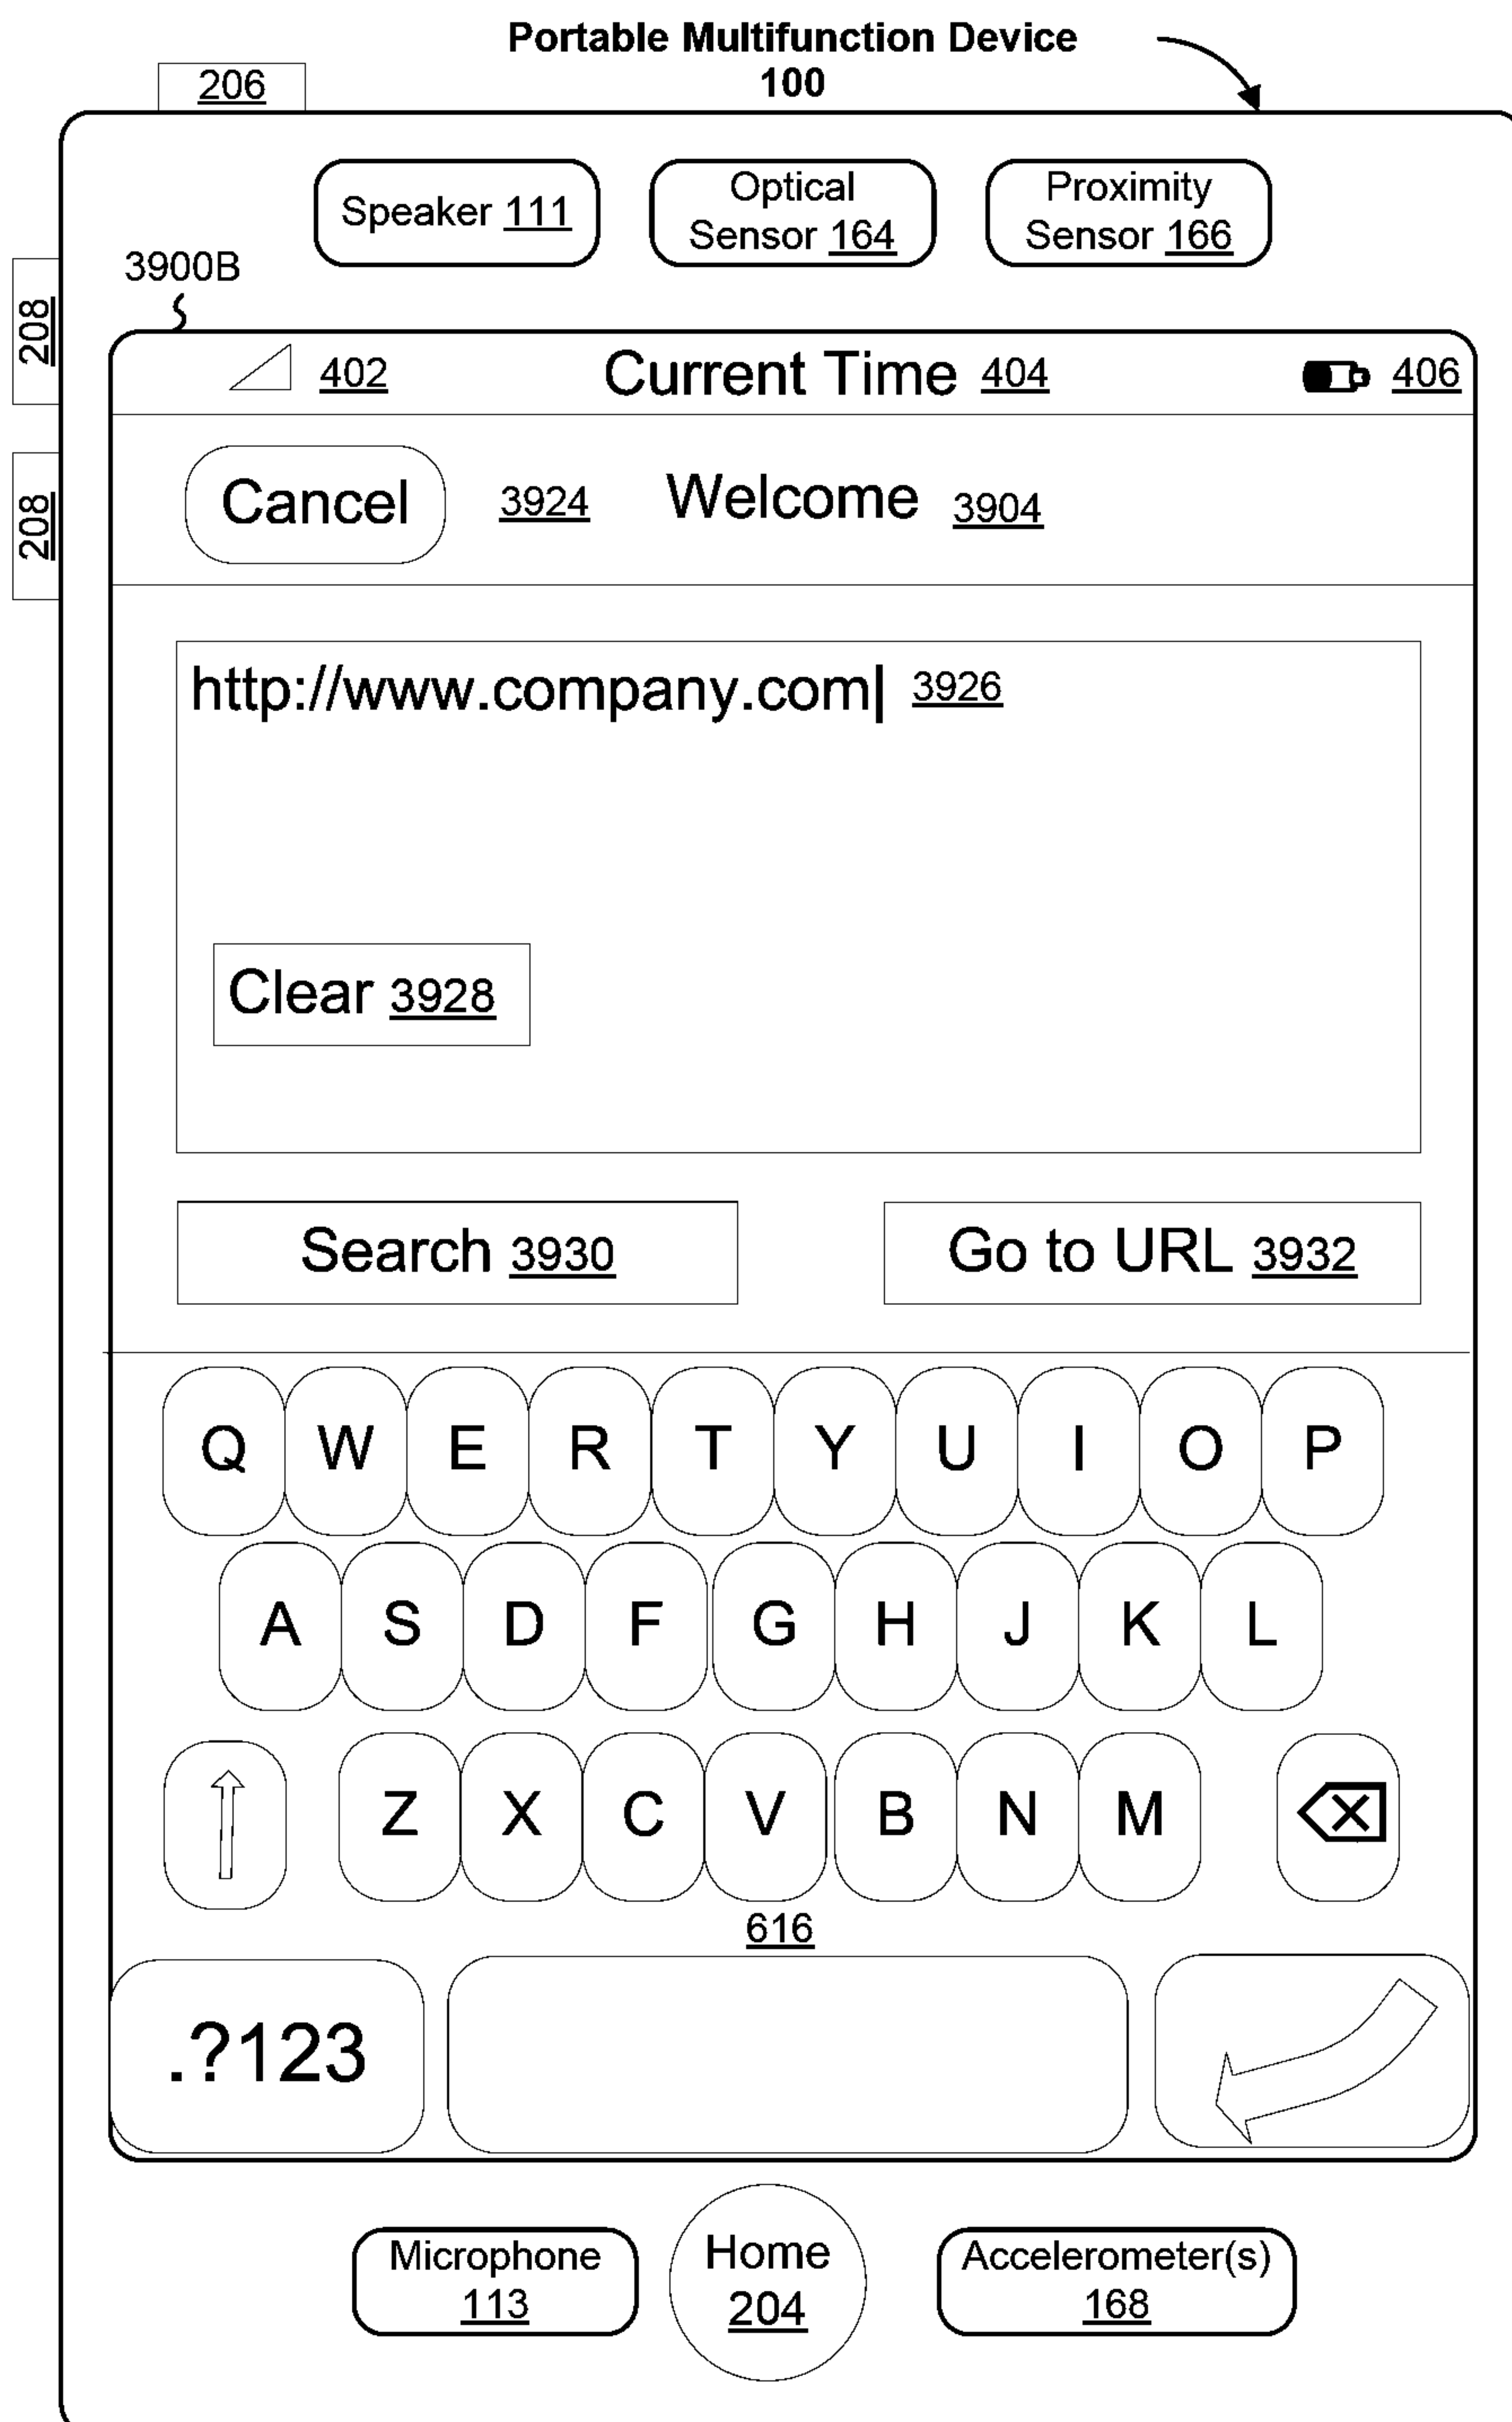 Portable Multifunction Device
100
206
Speaker 111
Optical
Sensor 164
Proximity
Sensor 166
3900B
208
208
402
Current Time 404
406
Cancel
3924
Welcome 3904
http://www.company.com| 3926
Clear 3928
Search 3930
Go to URL 3932
Q W E R T Y U I O P
A S D F G H J K L
Z X C V B N M
616
.?123
Microphone
113
Home
204
Accelerometer(s)
168